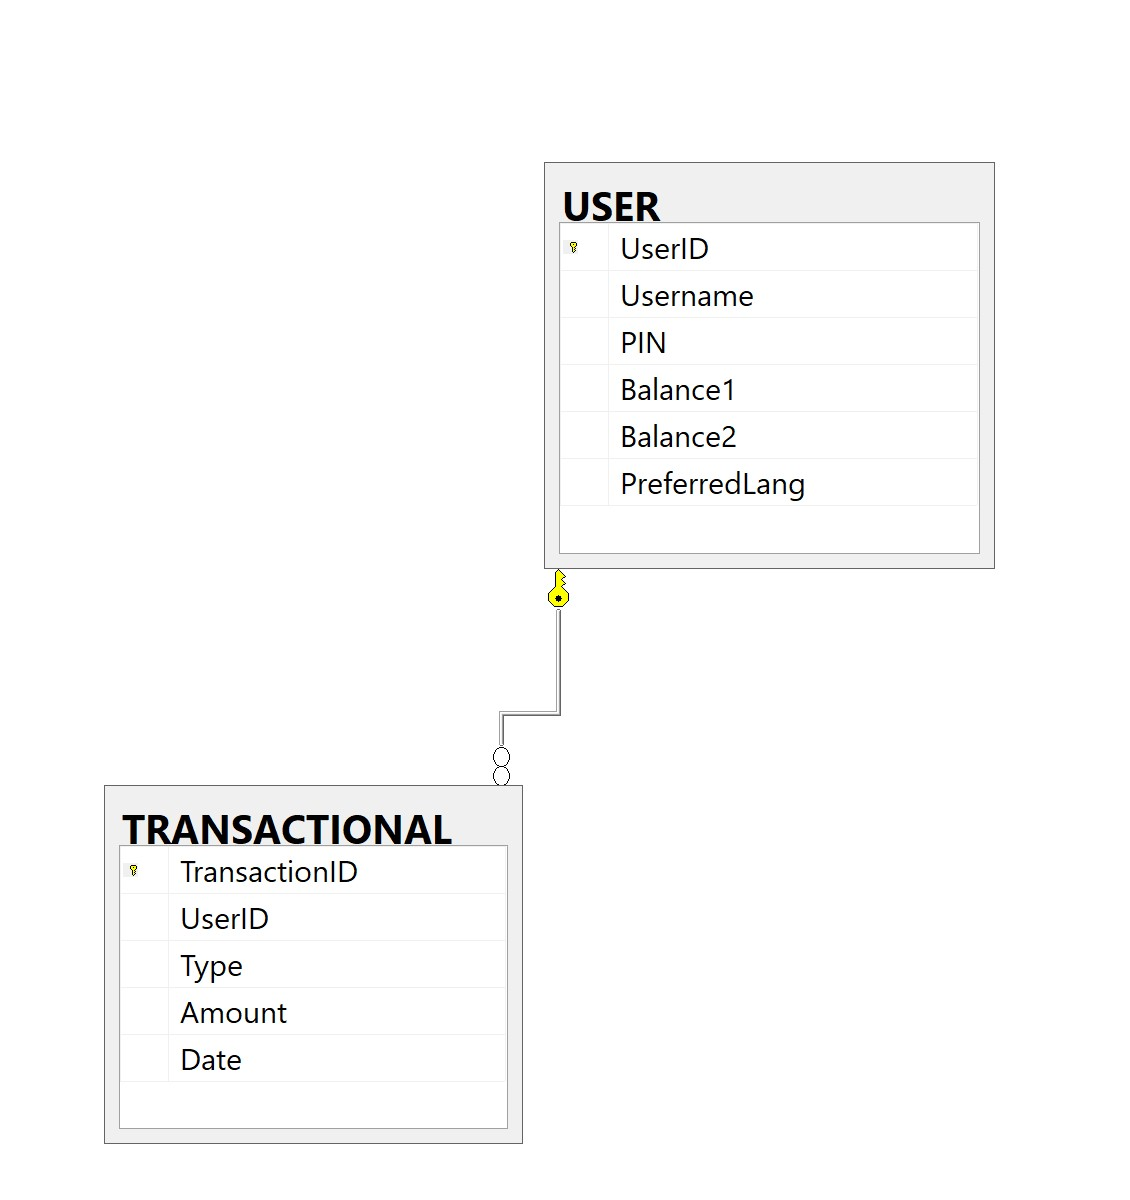 USER
UserID
Username
PIN
Balance1
Balance2
PreferredLang
TRANSACTIONAL
TransactionID
UserID
Type
Amount
Date